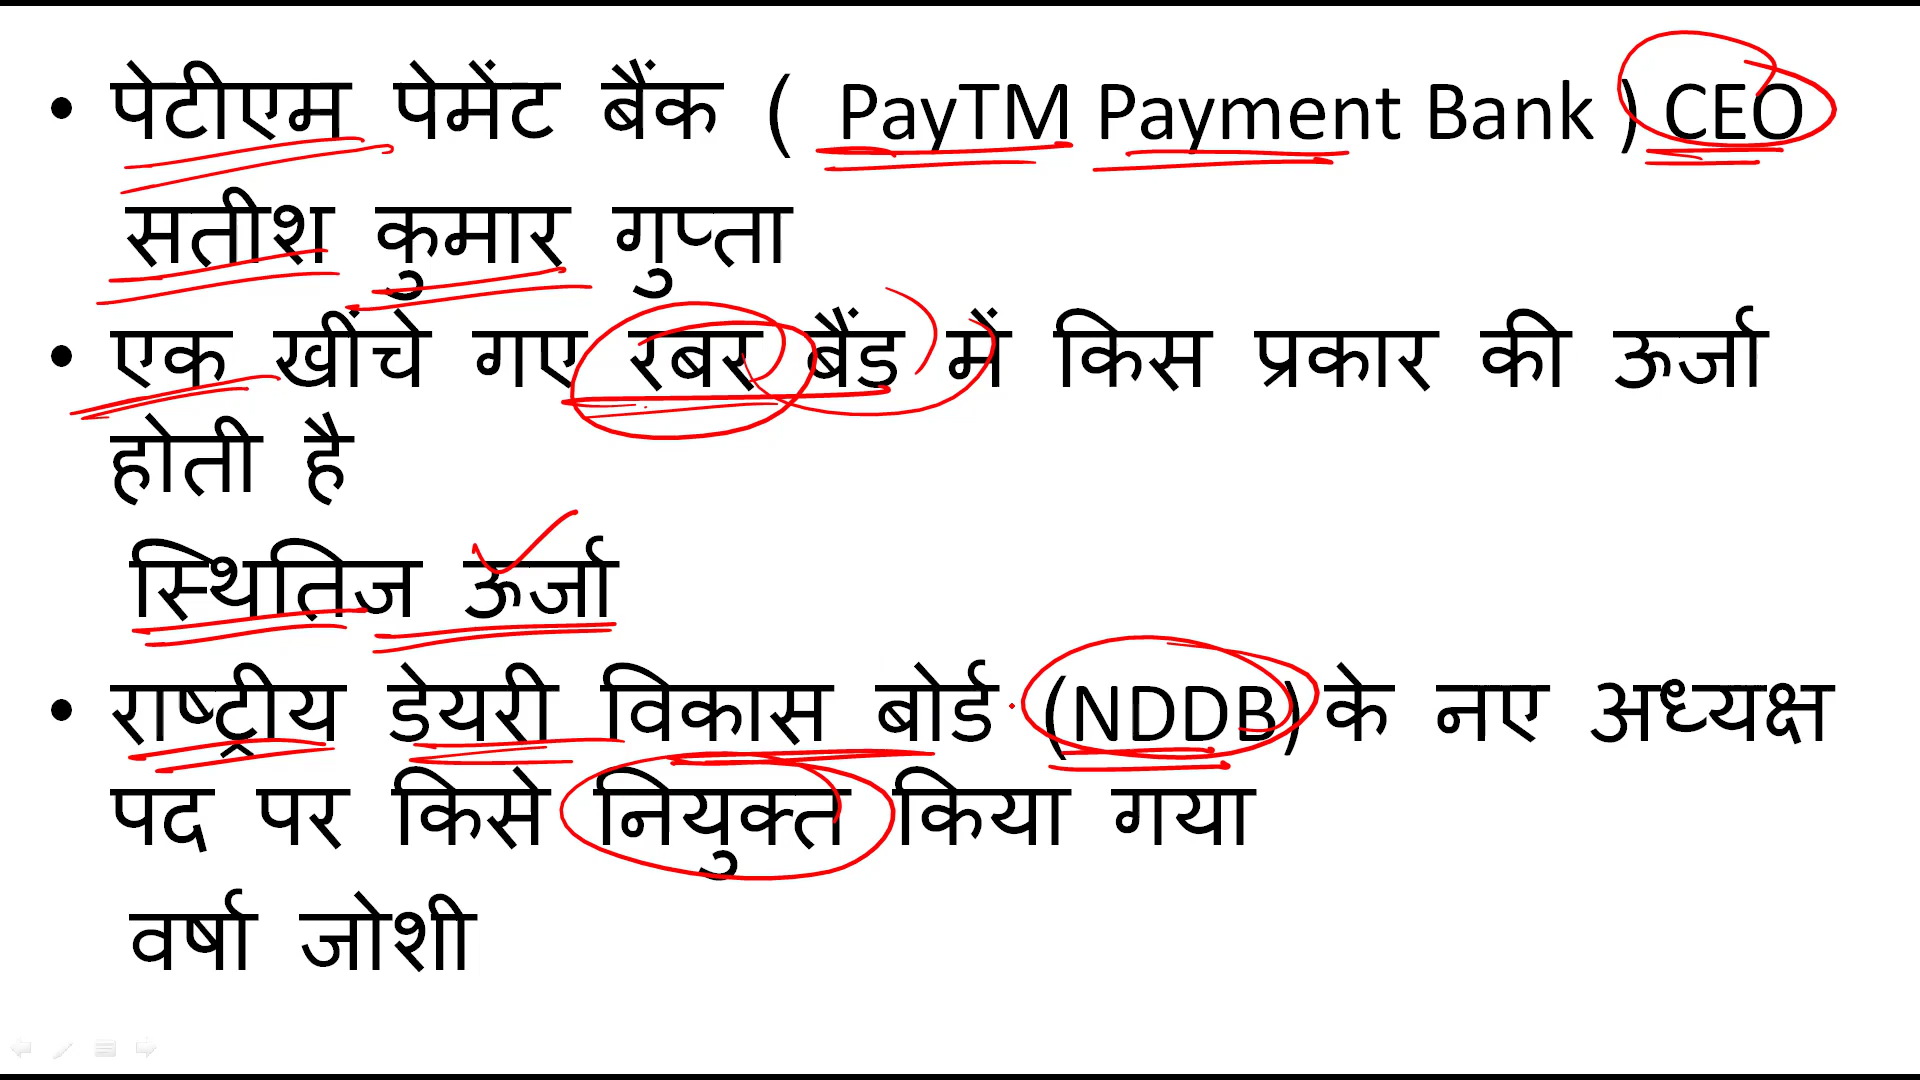 • पेटीएम पेमेंट बैंक ( PayTM Payment Bank ) CEO
सतीश कुमार गुप्ता
• एक खींचे गए रबर बैंड में किस प्रकार की ऊर्जा
होती है
स्थितिज ऊर्जा
• राष्ट्रीय डेयरी विकास बोर्ड (NDDB) के नए अध्यक्ष
पद पर किसे नियुक्त किया गया
वर्षा जोशी